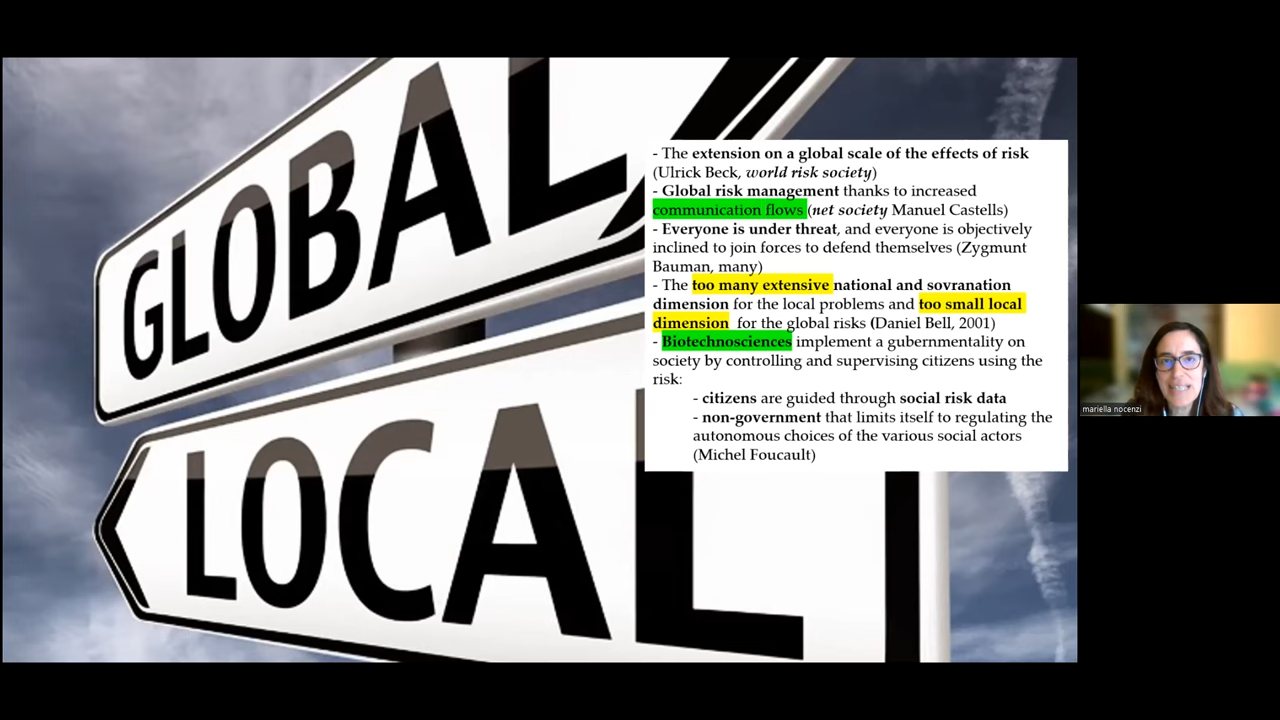 GLOBAL
LOCAL
- The extension on a global scale of the effects of risk
(Ulrick Beck, world risk society)
- Global risk management thanks to increased
communication flows (net society Manuel Castells)
- Everyone is under threat, and everyone is objectively
inclined to join forces to defend themselves (Zygmunt
Bauman, many)
- The too many extensive national and sovranation
dimension for the local problems and too small local
dimension for the global risks (Daniel Bell, 2001)
- Biotechnosciences implement a gubernmentality on
society by controlling and supervising citizens using the
risk:
- citizens are guided through social risk data
- non-government that limits itself to regulating the
autonomous choices of the various social actors
(Michel Foucault)
mariella nocenzi